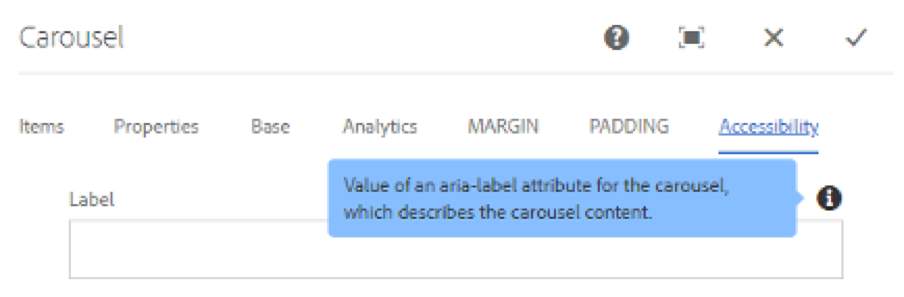 Carousel
Items Properties Base Analytics MARGIN PADDING Accessibility
Value of an aria-label attribute for the carousel,
which describes the carousel content.
Label